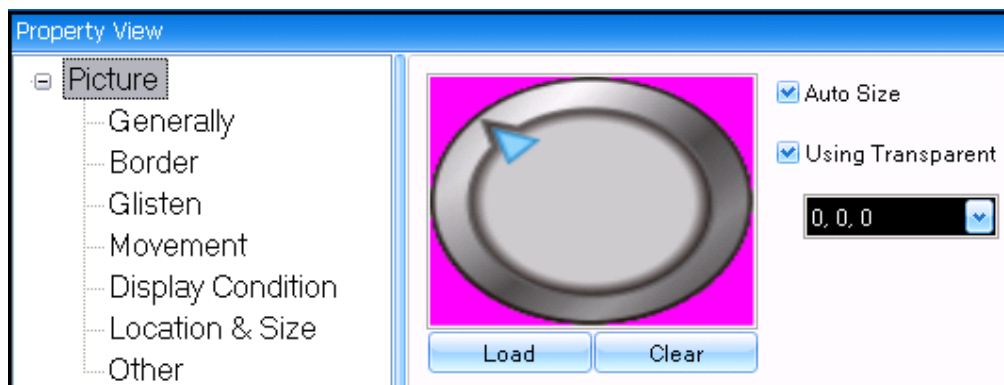 Property View
Picture
Generally
Border
Glisten
Movement
Display Condition
Location & Size
Other
Auto Size
Using Transparent
0, 0, 0
Load
Clear